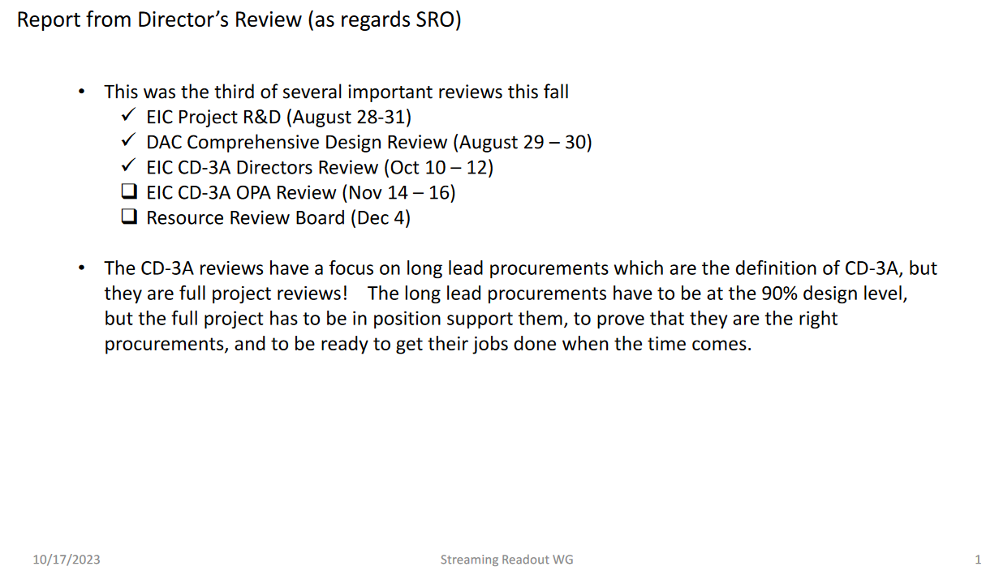 Report from Director’s Review (as regards SRO)
• This was the third of several important reviews this fall
✓ EIC Project R&D (August 28-31)
✓ DAC Comprehensive Design Review (August 29 – 30)
✓ EIC CD-3A Directors Review (Oct 10 – 12)
❑ EIC CD-3A OPA Review (Nov 14 – 16)
❑ Resource Review Board (Dec 4)
• The CD-3A reviews have a focus on long lead procurements which are the definition of CD-3A, but
they are full project reviews! The long lead procurements have to be at the 90% design level,
but the full project has to be in position support them, to prove that they are the right
procurements, and to be ready to get their jobs done when the time comes.
10/17/2023
Streaming Readout WG
1